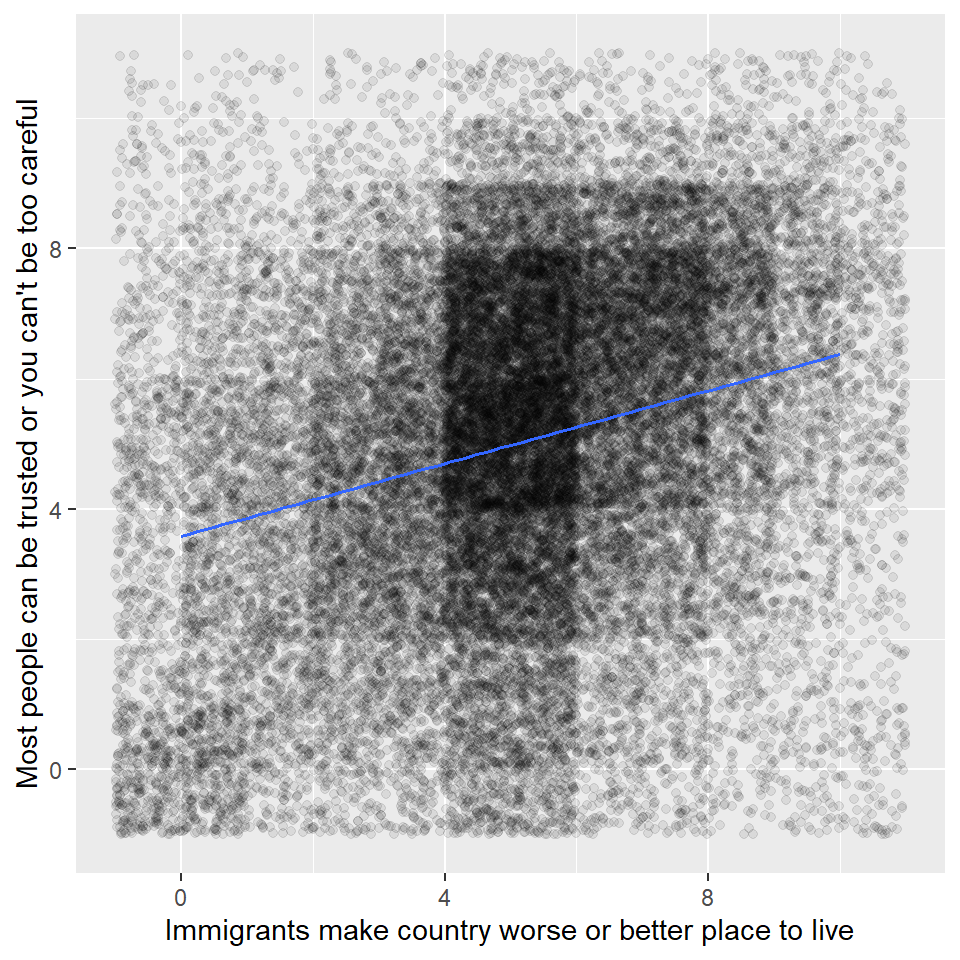 Most people can be trusted or you can't be too careful
8
4
0
0 4 8
Immigrants make country worse or better place to live